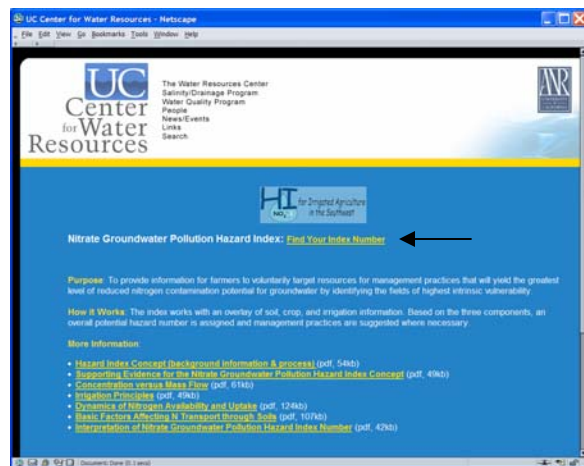 UC Center for Water Resources - Netscape
File Edit View Go Bookmarks Tools Window Help
UC
Center
for Water
Resources
The Water Resources Center
Salinity/Drainage Program
Water Quality Program
People
News/Events
Links
Search
ANR
HI for Irrigated Agriculture
NO3 in the Southwest
Nitrate Groundwater Pollution Hazard Index: Find Your Index Number
Purpose: To provide information for farmers to voluntarily target resources for management practices that will yield the greatest
level of reduced nitrogen contamination potential for groundwater by identifying the fields of highest intrinsic vulnerability.
How it Works: The index works with an overlay of soil, crop, and irrigation information. Based on the three components, an
overall potential hazard number is assigned and management practices are suggested where necessary.
More Information:
• Hazard Index Concept (background information & process) (pdf, 54kb)
• Supporting Evidence for the Nitrate Groundwater Pollution Hazard Index Concept (pdf, 49kb)
• Concentration versus Mass Flow (pdf, 61kb)
• Irrigation Principles (pdf, 49kb)
• Dynamics of Nitrogen Availability and Uptake (pdf, 124kb)
• Basic Factors Affecting N Transport through Soils (pdf, 107kb)
• Interpretation of Nitrate Groundwater Pollution Hazard Index Number (pdf, 42kb)